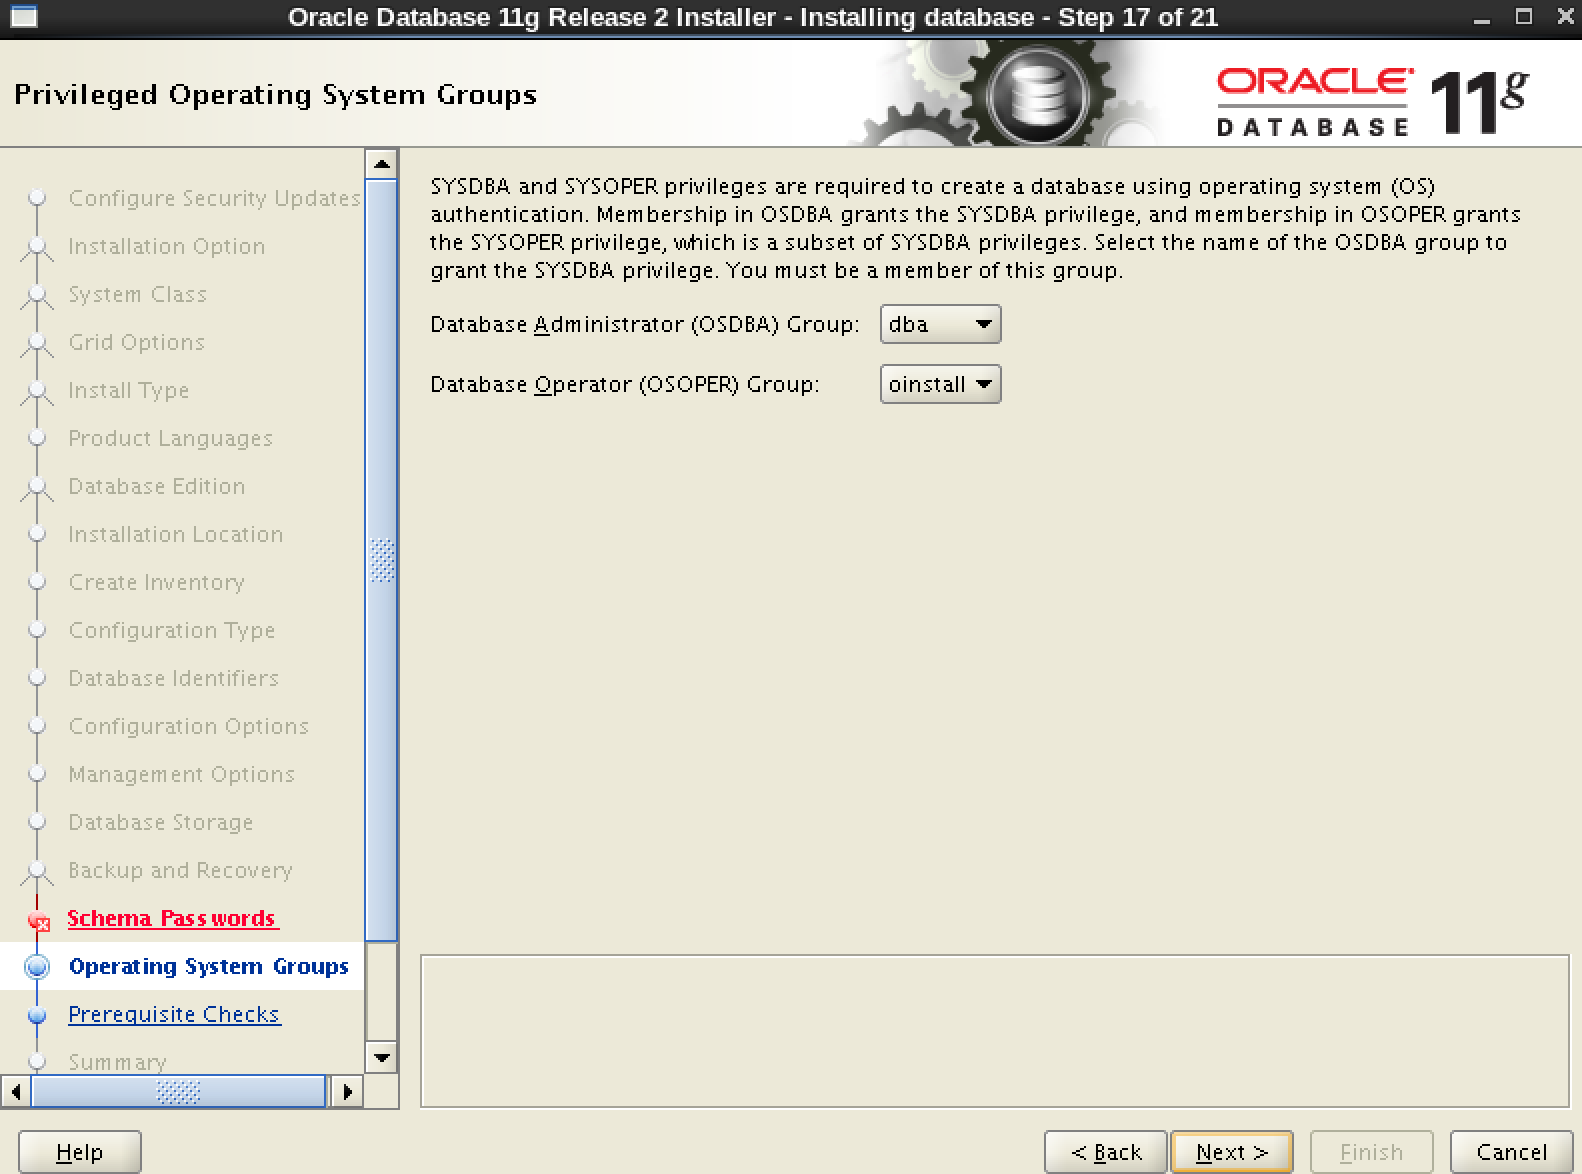 Oracle Database 11g Release 2 Installer - Installing database - Step 17 of 21
Privileged Operating System Groups
ORACLE
DATABASE
11g
Configure Security Updates
Installation Option
System Class
Grid Options
Install Type
Product Languages
Database Edition
Installation Location
Create Inventory
Configuration Type
Database Identifiers
Configuration Options
Management Options
Database Storage
Backup and Recovery
Schema Passwords
Operating System Groups
Prerequisite Checks
Summary
SYSDBA and SYSOPER privileges are required to create a database using operating system (OS)
authentication. Membership in OSDBA grants the SYSDBA privilege, and membership in OSOPER grants
the SYSOPER privilege, which is a subset of SYSDBA privileges. Select the name of the OSDBA group to
grant the SYSDBA privilege. You must be a member of this group.
Database Administrator (OSDBA) Group: dba
Database Operator (OSOPER) Group: oinstall
Help
< Back
Next >
Finish
Cancel